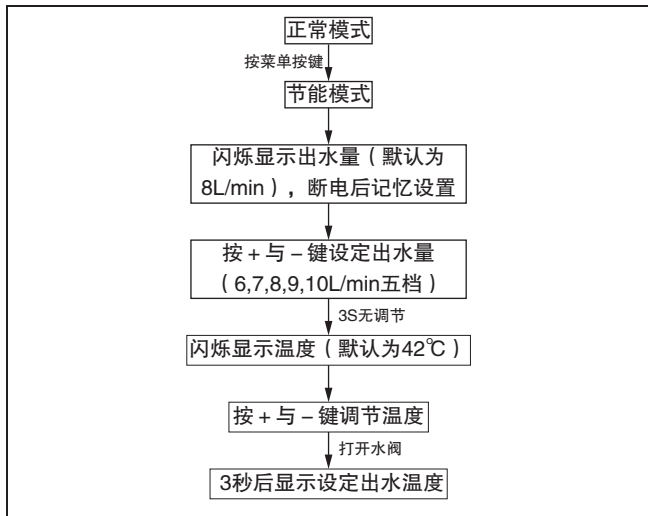 正常模式
按菜单按键
节能模式
闪烁显示出水量（默认为
8L/min），断电后记忆设置
按+与−键设定出水量
（6,7,8,9,10L/min五档）
3S无调节
闪烁显示温度（默认为42℃）
按+与−键调节温度
打开水阀
3秒后显示设定出水温度